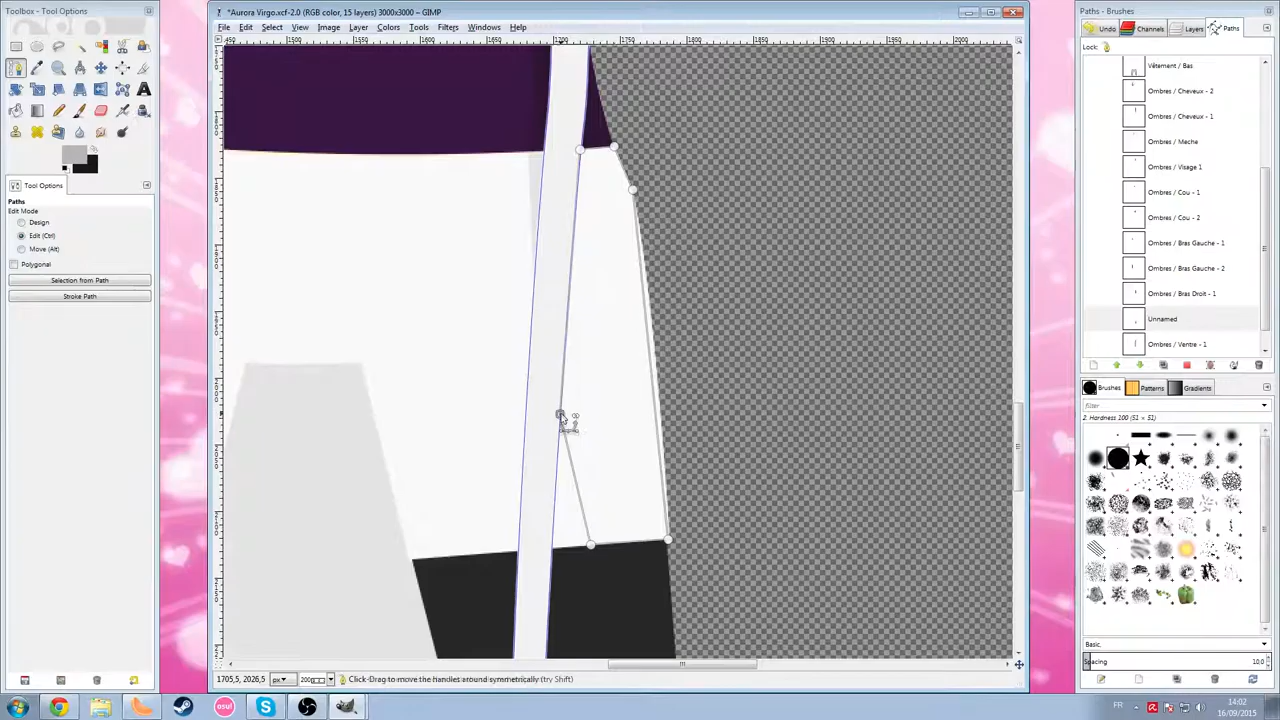 Toolbox - Tool Options
*Aurora Virgo.xcf-2.0 (RGB color, 15 layers) 3000x3000 – GIMP
Paths - Brushes
File Edit Select View Image Layer Colors Tools Filters Windows Help
Undo Channels Layers Paths
Lock:
Vêtement / Bas
Ombres / Cheveux - 2
Ombres / Cheveux - 1
Ombres / Meche
Ombres / Visage 1
Ombres / Cou - 1
Ombres / Cou - 2
Ombres / Bras Gauche - 1
Ombres / Bras Gauche - 2
Ombres / Bras Droit - 1
Unnamed
Ombres / Ventre - 1
Tool Options
Paths
Edit Mode
Design
Edit (Ctrl)
Move (Alt)
Polygonal
Selection from Path
Stroke Path
Brushes Patterns Gradients
filter
2. Hardness 100 (51 × 51)
Basic,
Spacing 10,0
1705,5, 2026,5 px 200 Click-Drag to move the handles around symmetrically (try Shift)
osu!
FR
14:02
16/09/2015